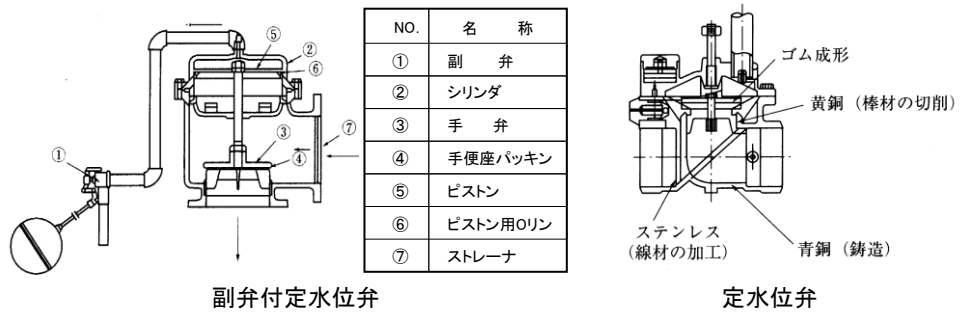 ⑤
②
⑥
③
④
⑦
①
NO. 名 称
① 副 弁
② シリンダ
③ 手 弁
④ 手便座パッキン
⑤ ピストン
⑥ ピストン用Oリン
⑦ ストレーナ
副弁付定水位弁
ゴム成形
黄銅（棒材の切削）
ステンレス
（線材の加工）
青銅（鋳造）
定水位弁